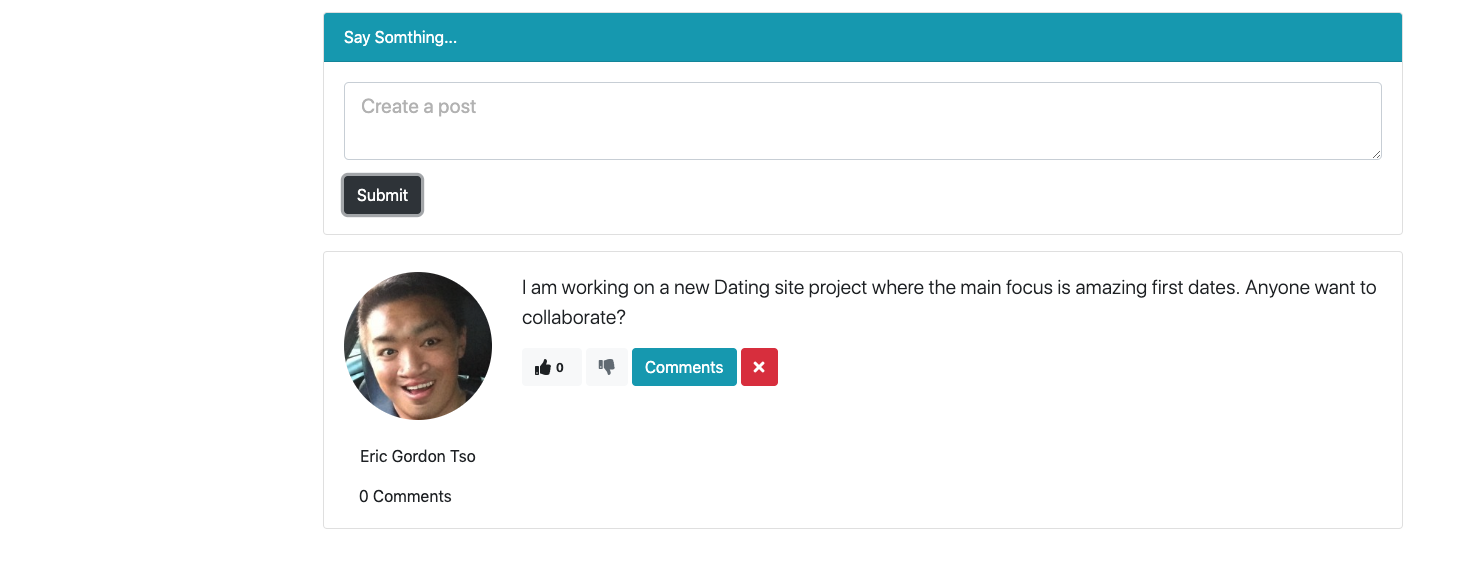 Say Somthing...
Create a post
Submit
I am working on a new Dating site project where the main focus is amazing first dates. Anyone want to
collaborate?
0 Comments
Eric Gordon Tso
0 Comments